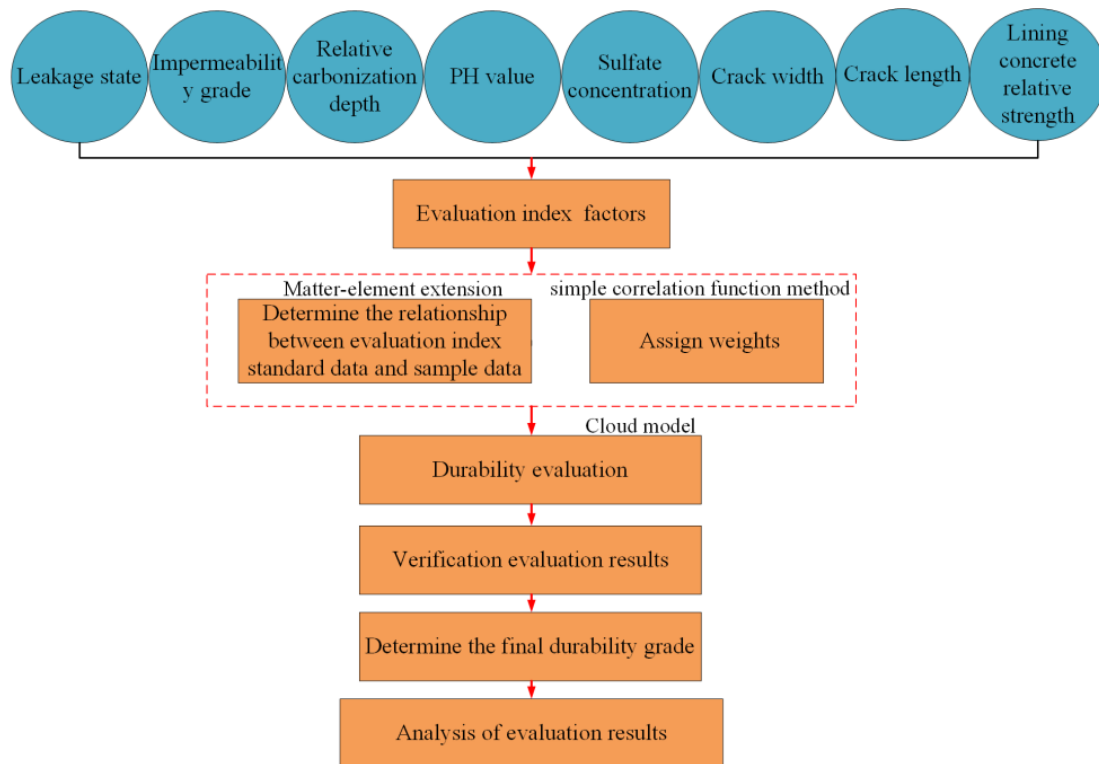 Leakage state
Impermeabilit
y grade
Relative
carbonization
depth
PH value
Sulfate
concentration
Crack width
Crack length
Lining
concrete
relative
strength
Evaluation index factors
Matter-element extension
simple correlation function method
Determine the relationship
between evaluation index
standard data and sample data
Assign weights
Cloud model
Durability evaluation
Verification evaluation results
Determine the final durability grade
Analysis of evaluation results